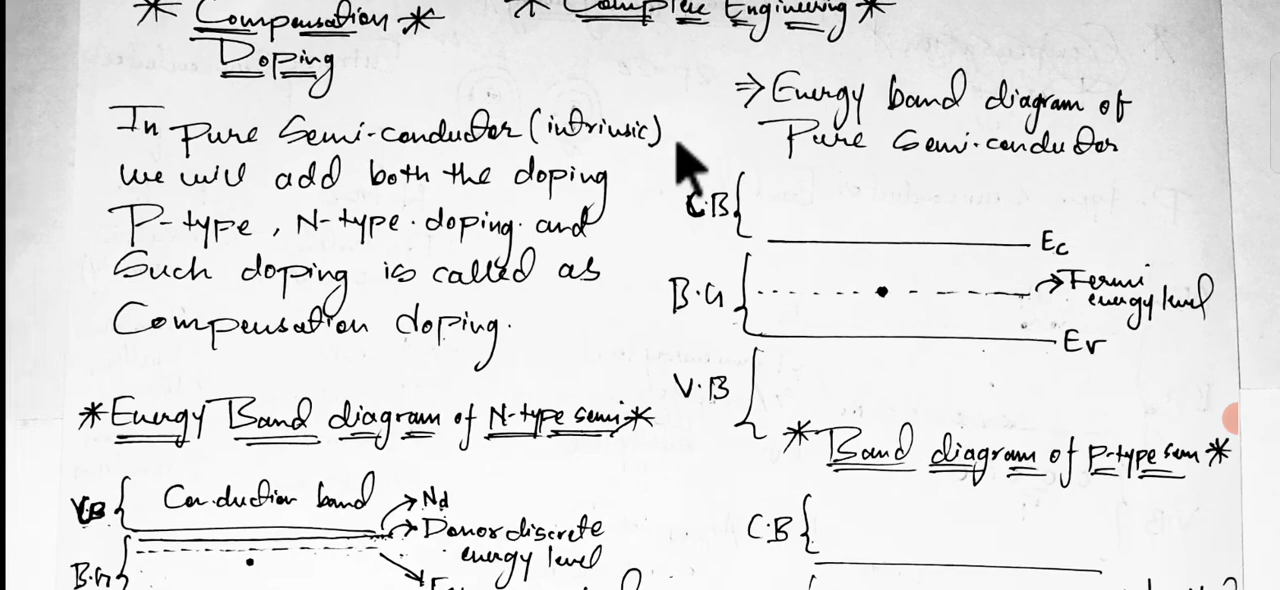 * Compensation *
Doping
* Complete Engineering *
In Pure Semi-conductor (intrinsic)
we will add both the doping
P-type, N-type doping and
Such doping is called as
Compensation doping.
⇒ Energy band diagram of
Pure Semi-conductor
C.B
Ec
B.G
Fermi
energy level
Ev
V.B
* Energy Band diagram of N-type semi *
Conduction band
Nd
Donor discrete
energy level
B.G
* Band diagram of P-type sem *
C.B